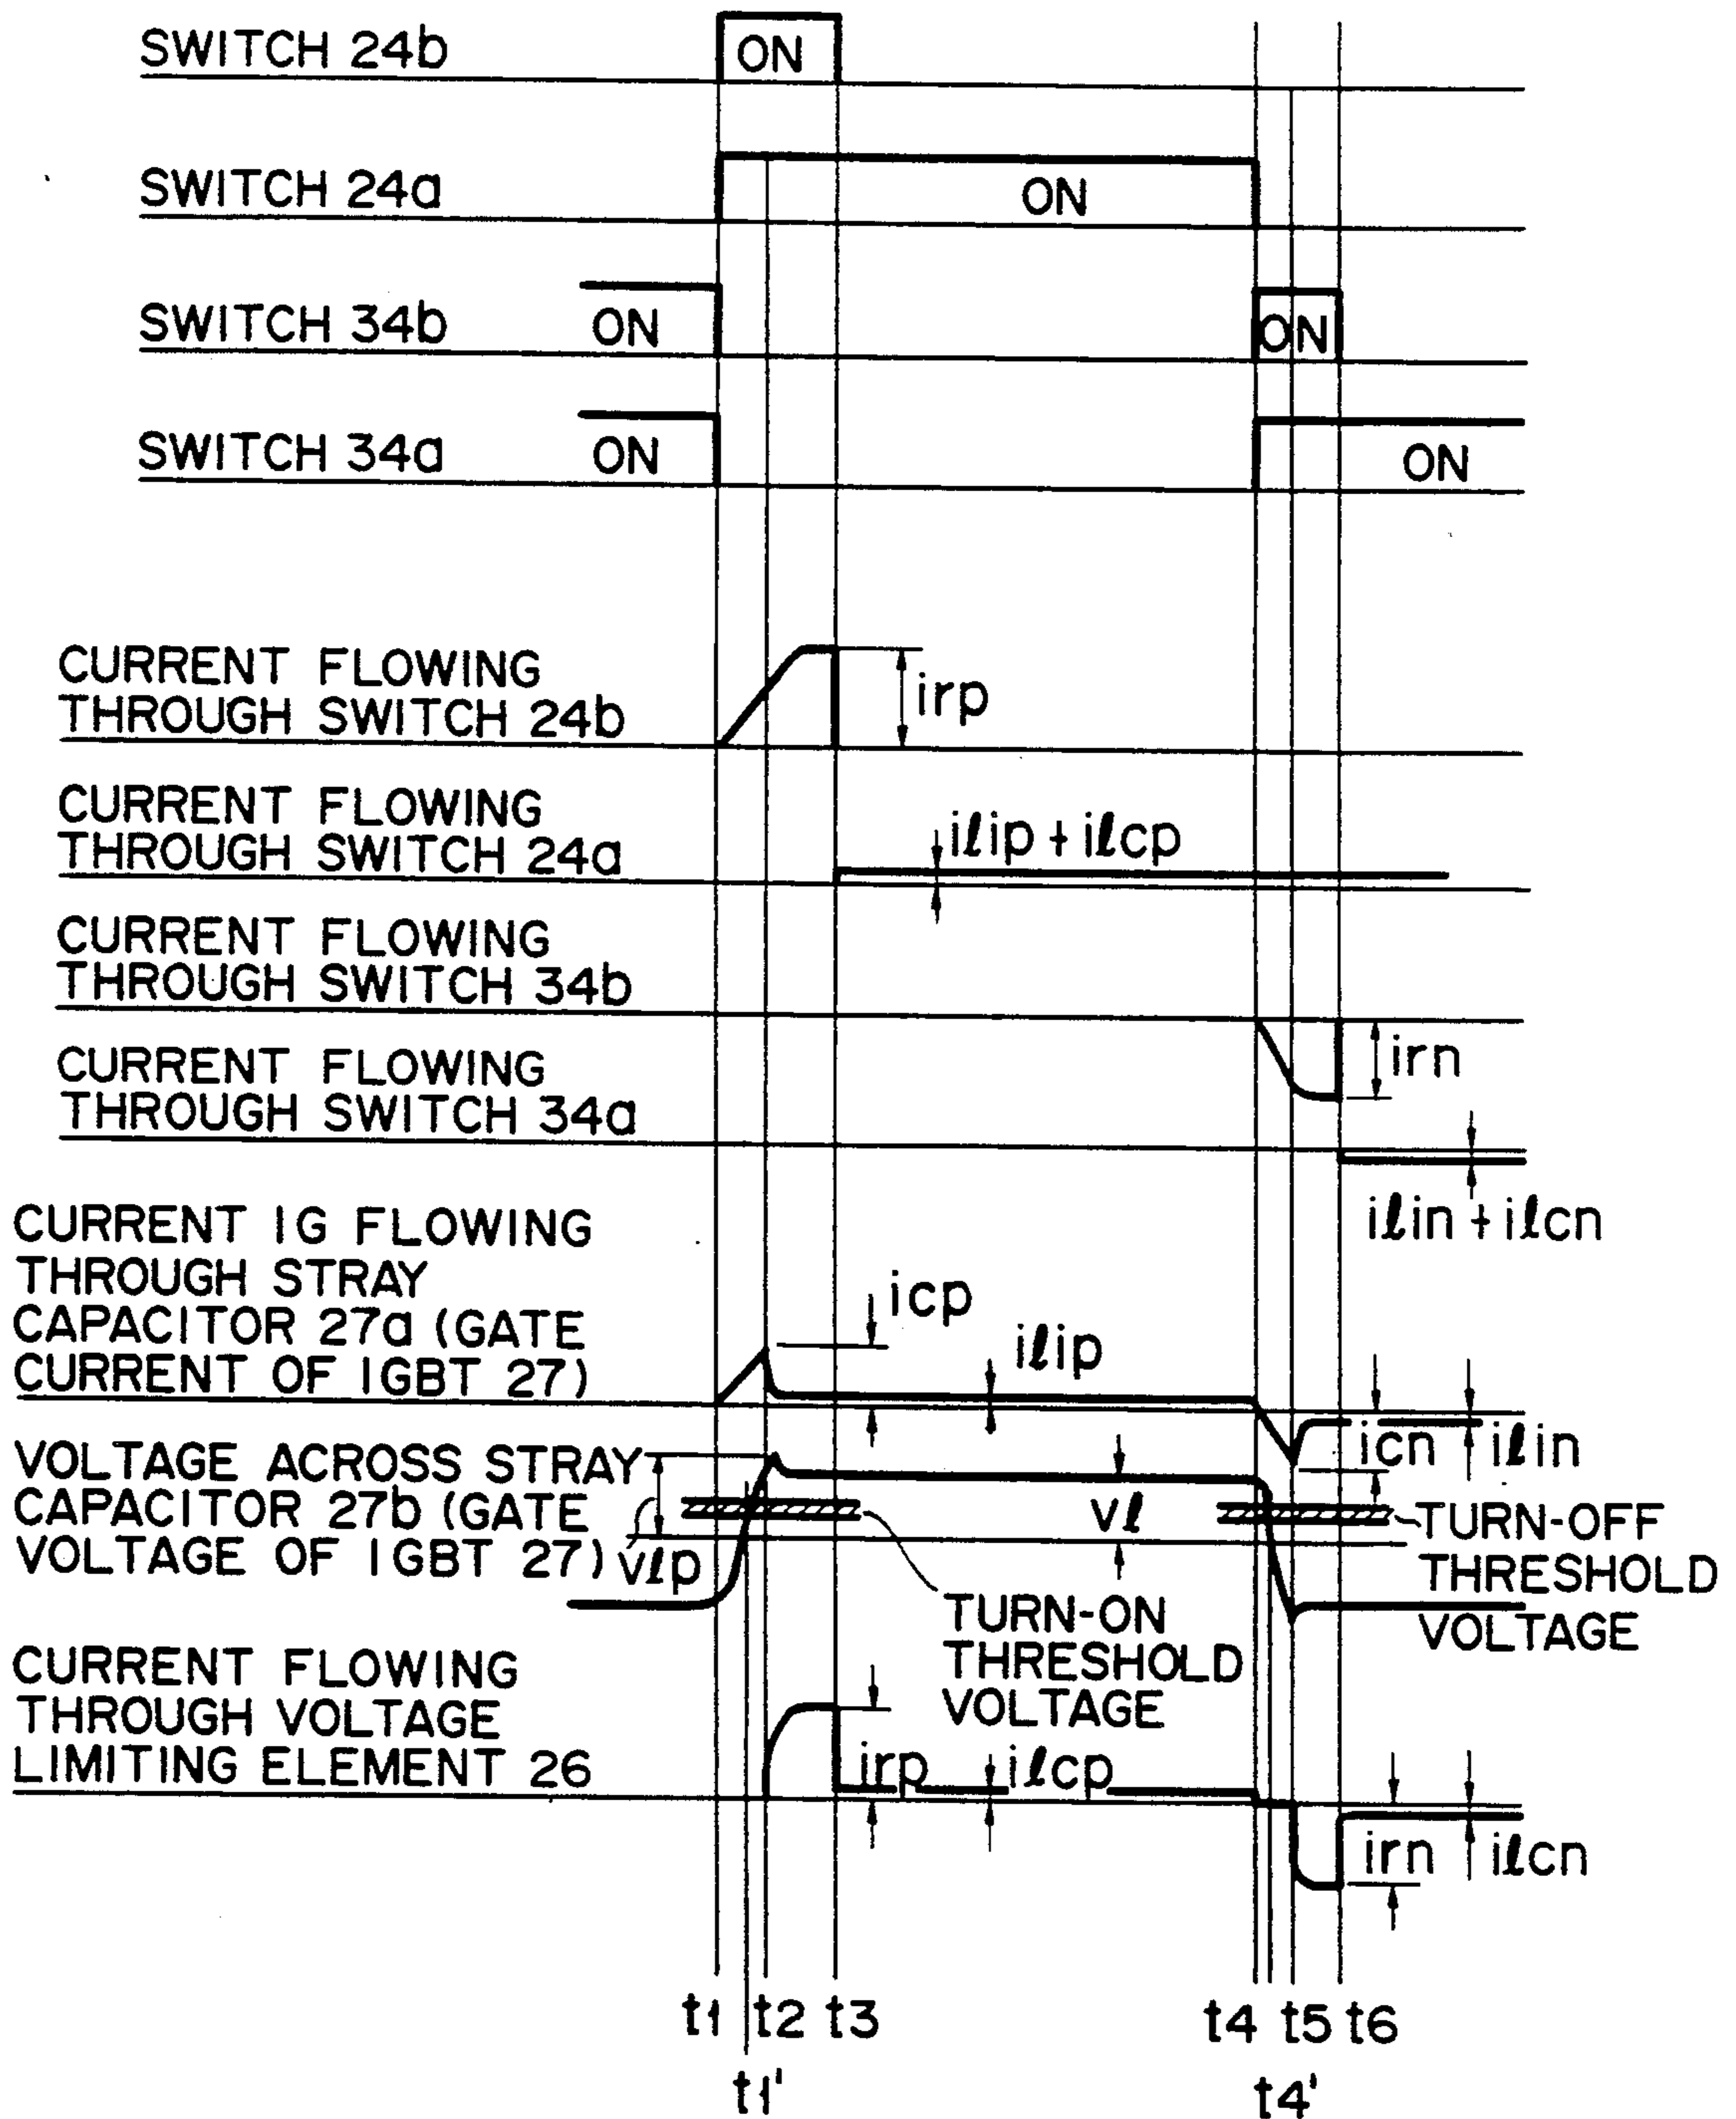 SWITCH 24b
ON
SWITCH 24a
ON
SWITCH 34b
ON
ON
SWITCH 34a
ON
ON
CURRENT FLOWING
THROUGH SWITCH 24b
irp
CURRENT FLOWING
THROUGH SWITCH 24a
iℓip + iℓcp
CURRENT FLOWING
THROUGH SWITCH 34b
irn
CURRENT FLOWING
THROUGH SWITCH 34a
iℓin + iℓcn
CURRENT IG FLOWING
THROUGH STRAY
CAPACITOR 27a (GATE
CURRENT OF IGBT 27)
icp
iℓip
icn
iℓin
VOLTAGE ACROSS STRAY
CAPACITOR 27b (GATE
VOLTAGE OF IGBT 27)
vℓp
vℓ
TURN-ON
THRESHOLD
VOLTAGE
TURN-OFF
THRESHOLD
VOLTAGE
CURRENT FLOWING
THROUGH VOLTAGE
LIMITING ELEMENT 26
irp
iℓcp
irn
iℓcn
t1 t2 t3 t4 t5 t6
t1' t4'